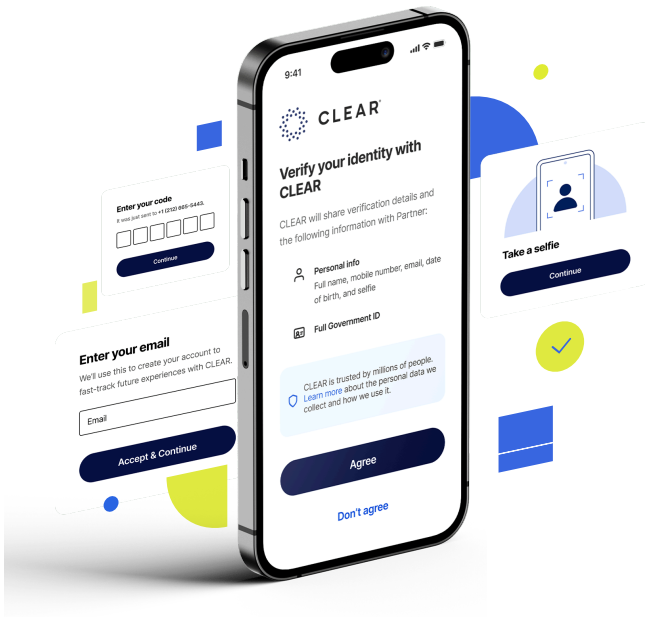 9:41
CLEAR
Verify your identity with
CLEAR
CLEAR will share verification details and
the following information with Partner:
Personal info
Full name, mobile number, email, date
of birth, and selfie
Full Government ID
CLEAR is trusted by millions of people.
Learn more about the personal data we
collect and how we use it.
Agree
Don't agree
Enter your code
It was just sent to +1 (212) 665-5443.
Continue
Enter your email
We'll use this to create your account to
fast-track future experiences with CLEAR.
Email
Accept & Continue
Take a selfie
Continue